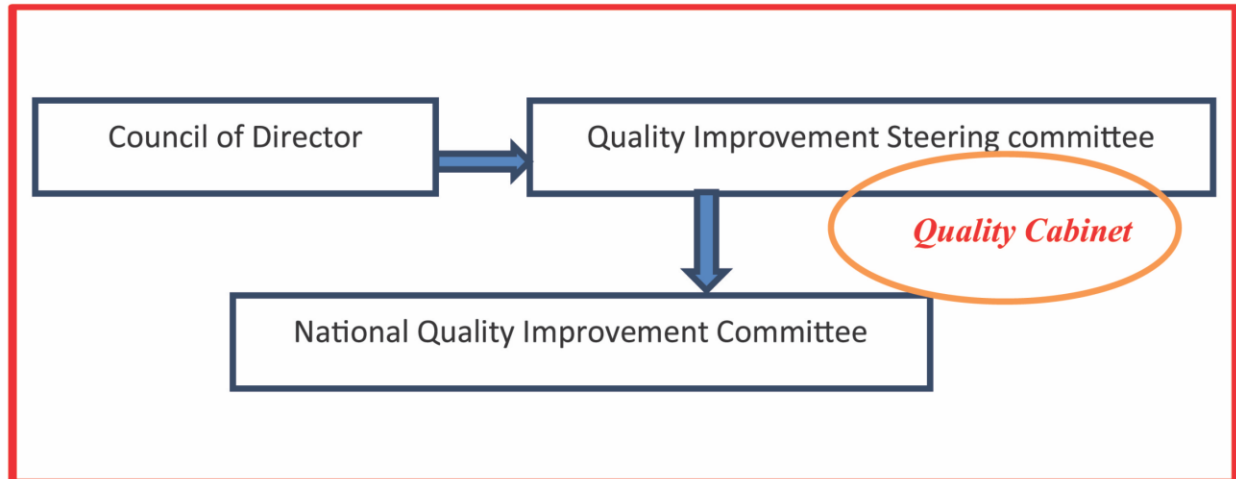 Council of Director
Quality Improvement Steering committee
Quality Cabinet
National Quality Improvement Committee